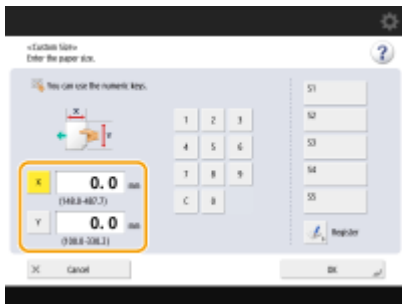 <Custom Size>
Enter the paper size.
?
You can use the numeric keys.
X
Y
1 2 3
4 5 6
7 8 9
C 0
X 0. 0 mm
(148.0-487.7)
Y 0. 0 mm
(100.0-330.2)
S1
S2
S3
S4
S5
Register
Cancel
OK